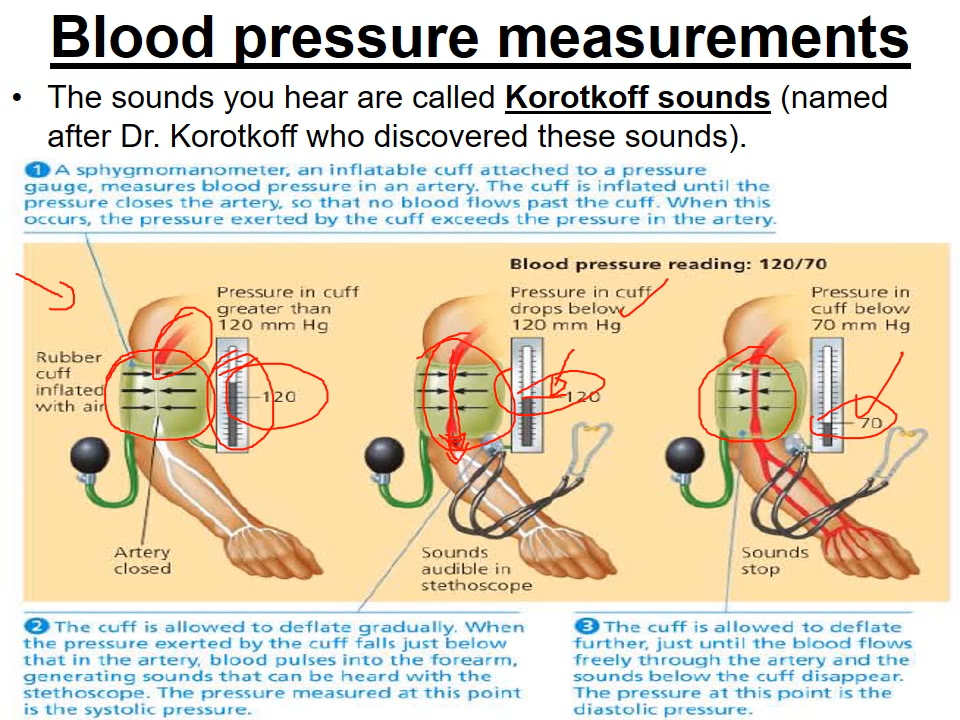 Blood pressure measurements
• The sounds you hear are called Korotkoff sounds (named
after Dr. Korotkoff who discovered these sounds).
1 A sphygmomanometer, an inflatable cuff attached to a pressure
gauge, measures blood pressure in an artery. The cuff is inflated until the
pressure closes the artery, so that no blood flows past the cuff. When this
occurs, the pressure exerted by the cuff exceeds the pressure in the artery.
Blood pressure reading: 120/70
Pressure in cuff
greater than
120 mm Hg
Rubber
cuff
inflated
with air
120
Artery
closed
Pressure in cuff
drops below
120 mm Hg
120
Sounds
audible in
stethoscope
Pressure in
cuff below
70 mm Hg
70
Sounds
stop
2 The cuff is allowed to deflate gradually. When
the pressure exerted by the cuff falls just below
that in the artery, blood pulses into the forearm,
generating sounds that can be heard with the
stethoscope. The pressure measured at this point
is the systolic pressure.
3 The cuff is allowed to deflate
further, just until the blood flows
freely through the artery and the
sounds below the cuff disappear.
The pressure at this point is the
diastolic pressure.